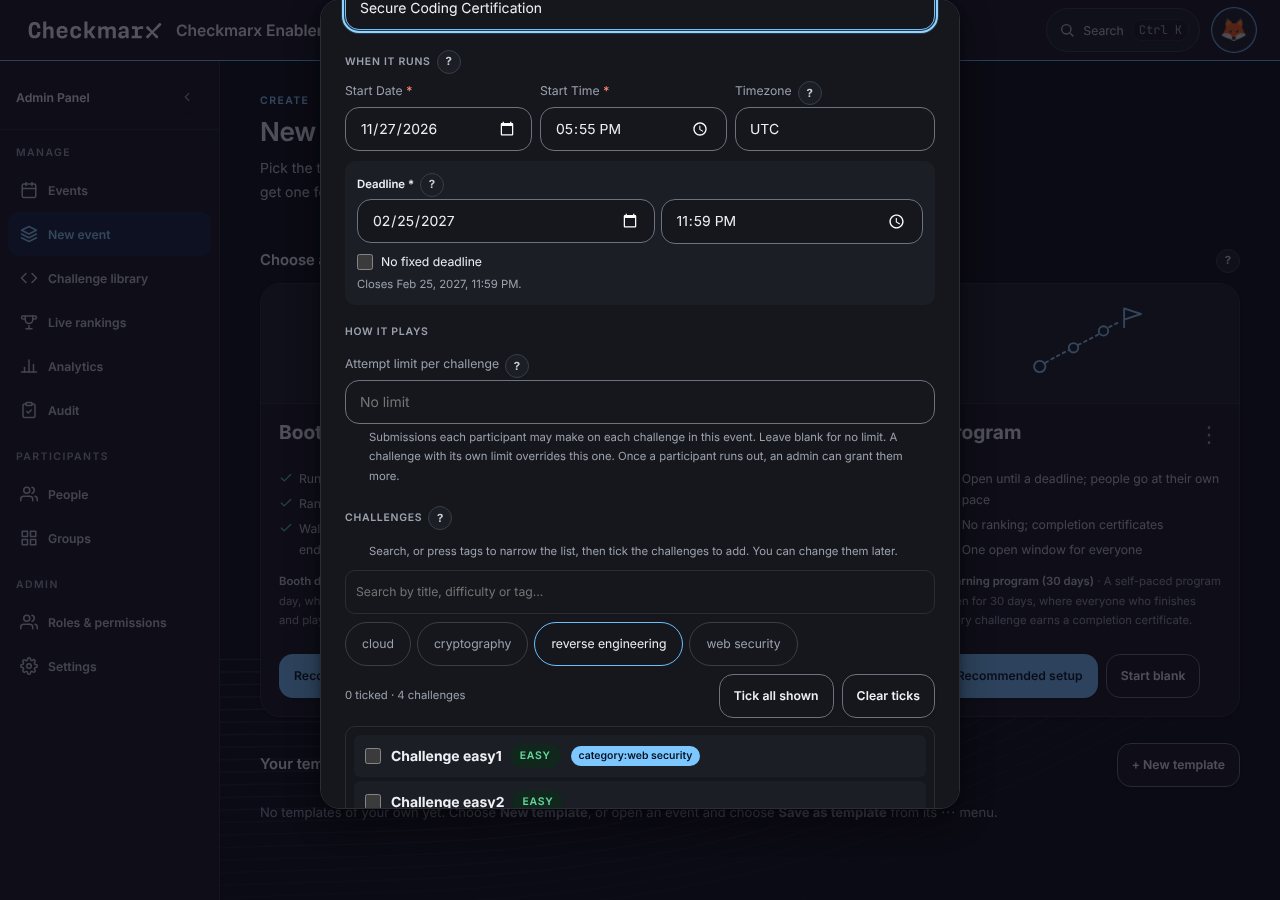 Checkmarx
Checkmarx Enabler
Search Ctrl K
Admin Panel
MANAGE
Events
New event
Challenge library
Live rankings
Analytics
Audit
PARTICIPANTS
People
Groups
ADMIN
Roles & permissions
Settings
CREATE
New
Pick the t
get one f
Choose a
?
Boot
Run
Ran
Wal
end
Booth d
day, wh
and play
Reco
Secure Coding Certification
WHEN IT RUNS ?
Start Date * Start Time * Timezone ?
11/27/2026 05:55 PM UTC
Deadline * ?
02/25/2027 11:59 PM
No fixed deadline
Closes Feb 25, 2027, 11:59 PM.
HOW IT PLAYS
Attempt limit per challenge ?
No limit
Submissions each participant may make on each challenge in this event. Leave blank for no limit. A
challenge with its own limit overrides this one. Once a participant runs out, an admin can grant them
more.
CHALLENGES ?
Search, or press tags to narrow the list, then tick the challenges to add. You can change them later.
Search by title, difficulty or tag...
cloud cryptography reverse engineering web security
0 ticked · 4 challenges Tick all shown Clear ticks
Challenge easy1 EASY category:web security
Challenge easy2 EASY
rogram
Open until a deadline; people go at their own
pace
No ranking; completion certificates
One open window for everyone
arning program (30 days) · A self-paced program
en for 30 days, where everyone who finishes
ry challenge earns a completion certificate.
Recommended setup Start blank
Your tem
+ New template
No templates of your own yet. Choose New template, or open an event and choose Save as template from its ··· menu.